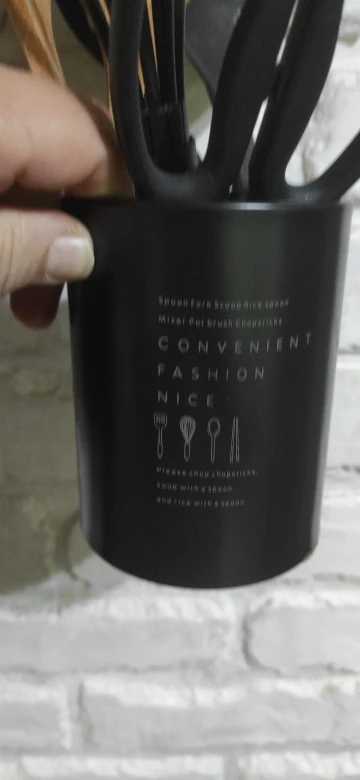 Spoon Fork Scoop Rice spoon
Mixer Pot brush Chopsticks
CONVENIENT
FASHION
NICE
Please chop chopsticks,
soup with a spoon,
and rice with a spoon